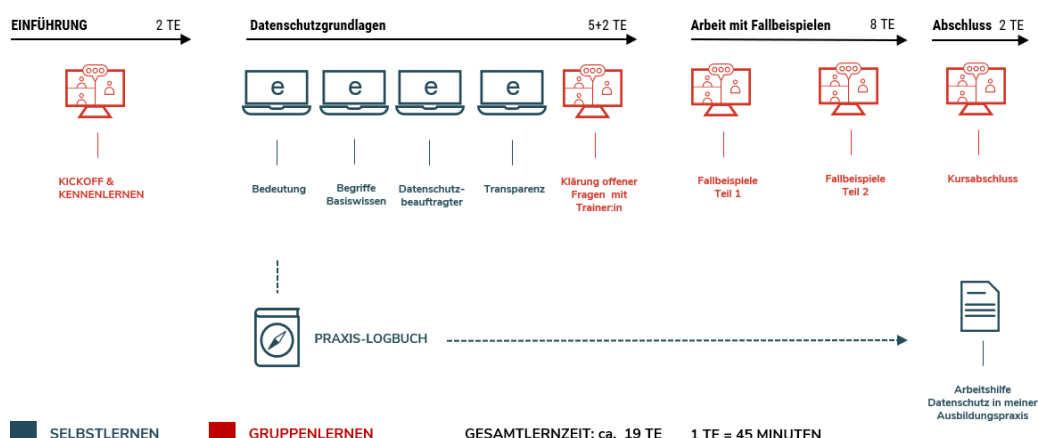 EINFÜHRUNG 2 TE
Datenschutzgrundlagen 5+2 TE
Arbeit mit Fallbeispielen 8 TE
Abschluss 2 TE
e e e e
KICKOFF &
KENNENLERNEN
Bedeutung
Begriffe
Basiswissen
Datenschutz-
beauftragter
Transparenz
Klärung offener
Fragen mit
Trainer:in
Fallbeispiele
Teil 1
Fallbeispiele
Teil 2
Kursabschluss
PRAXIS-LOGBUCH
Arbeitshilfe
Datenschutz in meiner
Ausbildungspraxis
SELBSTLERNEN
GRUPPENLERNEN
GESAMTLERNZEIT: ca. 19 TE
1 TE = 45 MINUTEN